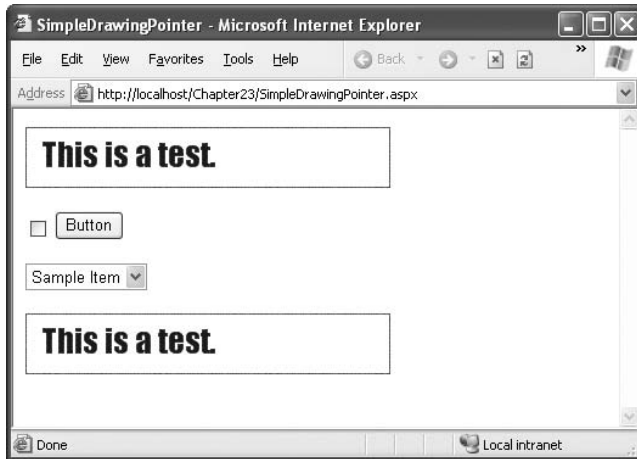 SimpleDrawingPointer - Microsoft Internet Explorer
File Edit View Favorites Tools Help Back »
Address http://localhost/Chapter23/SimpleDrawingPointer.aspx
This is a test.
Button
Sample Item
This is a test.
Done Local intranet